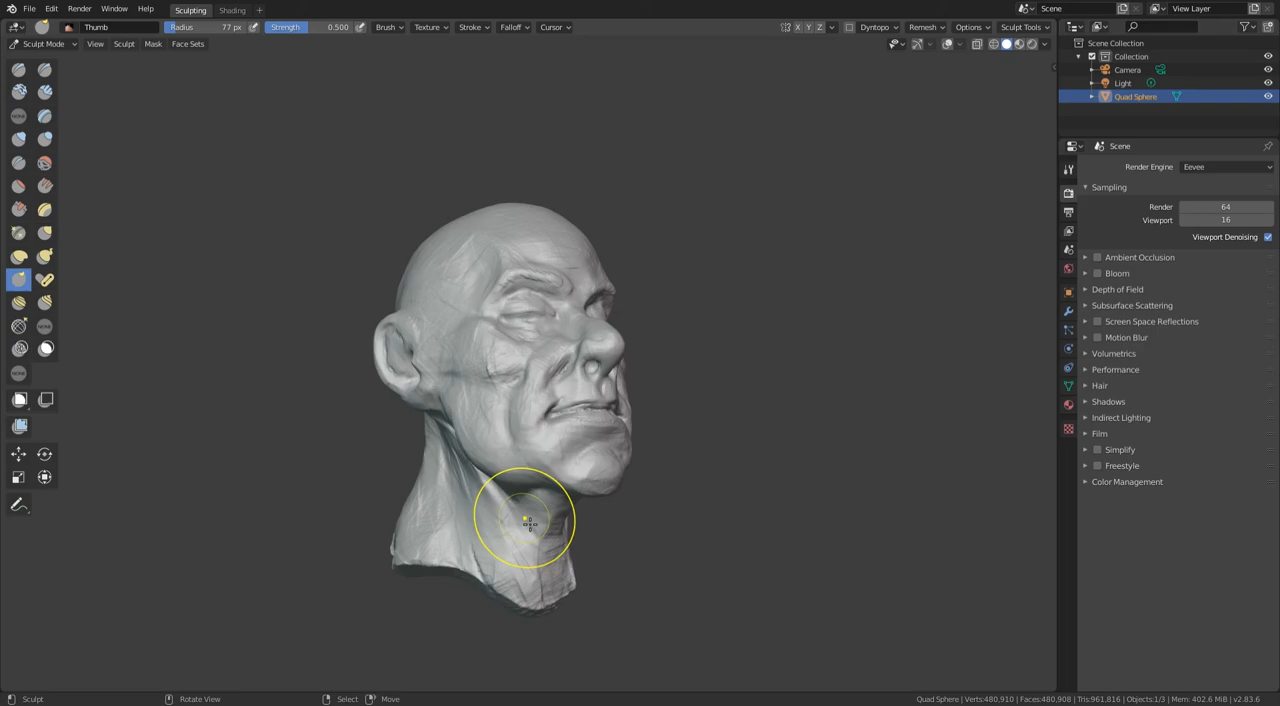 File Edit Render Window Help Sculpting Shading + Scene View Layer
Thumb Radius 77 px Strength 0.500 Brush Texture Stroke Falloff Cursor X Y Z Dyntopo Remesh Options Sculpt Tools
Sculpt Mode View Sculpt Mask Face Sets
Scene Collection
Collection
Camera
Light
Quad Sphere
Scene
Render Engine Eevee
Sampling
Render 64
Viewport 16
Viewport Denoising
Ambient Occlusion
Bloom
Depth of Field
Subsurface Scattering
Screen Space Reflections
Motion Blur
Volumetrics
Performance
Hair
Shadows
Indirect Lighting
Film
Simplify
Freestyle
Color Management
NONE
NONE
NONE
Sculpt Rotate View Select Move Quad Sphere | Verts:480,910 | Faces:480,908 | Tris:961,816 | Objects:1/3 | Mem: 402.6 MiB | v2.83.6